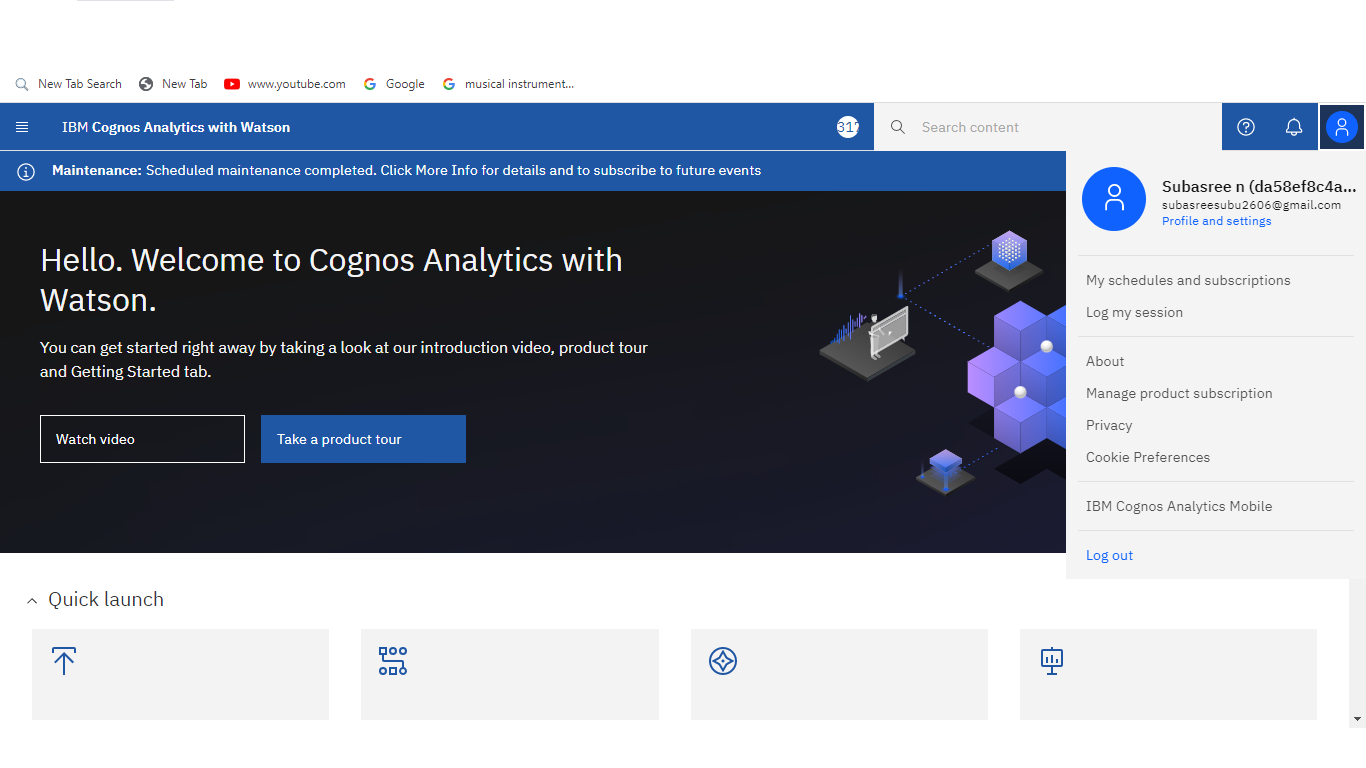 New Tab Search New Tab www.youtube.com Google musical instrument...
IBM Cognos Analytics with Watson
317
Search content
Maintenance: Scheduled maintenance completed. Click More Info for details and to subscribe to future events
Hello. Welcome to Cognos Analytics with
Watson.
You can get started right away by taking a look at our introduction video, product tour
and Getting Started tab.
Watch video
Take a product tour
Subasree n (da58ef8c4a...
subasreesubu2606@gmail.com
Profile and settings
My schedules and subscriptions
Log my session
About
Manage product subscription
Privacy
Cookie Preferences
IBM Cognos Analytics Mobile
Log out
Quick launch